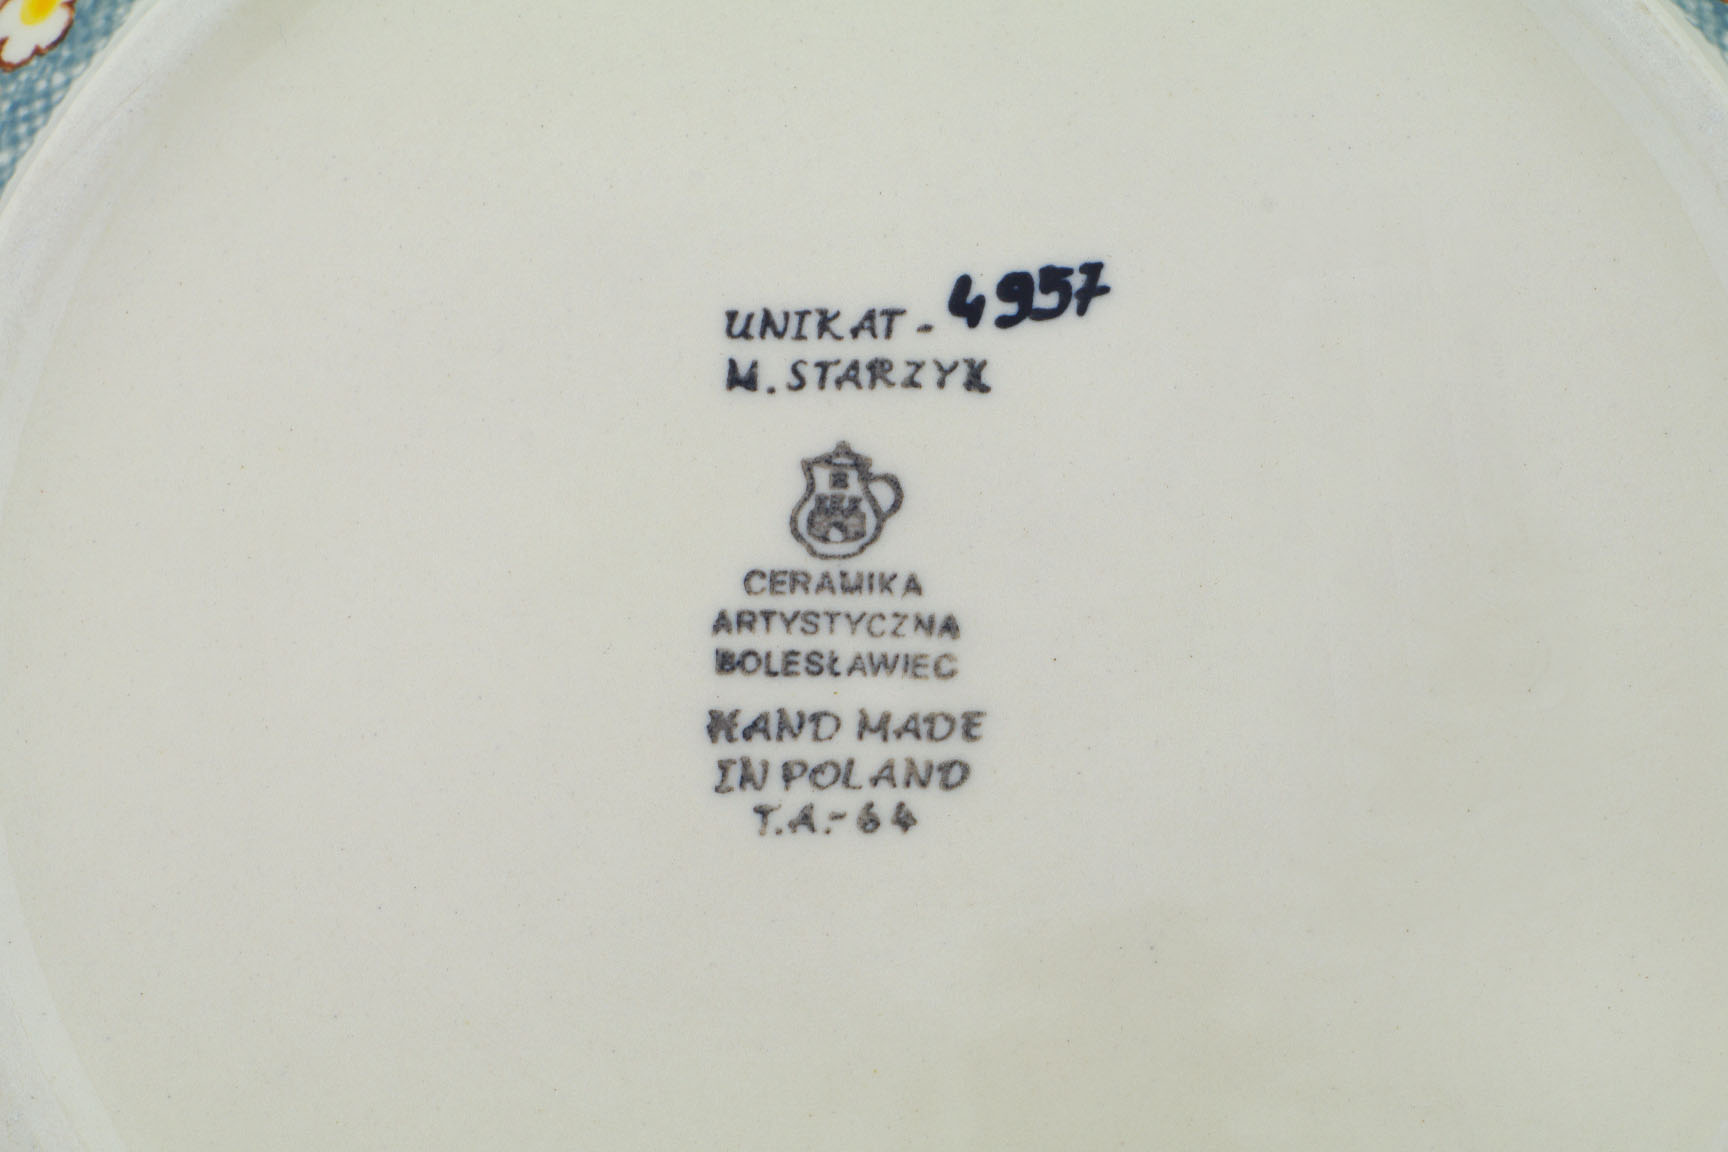 UNIKAT - 4957
M. STARZYK
CERAMIKA
ARTYSTYCZNA
BOLESŁAWIEC
HAND MADE
IN POLAND
T.A.-64